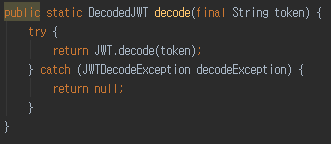 public static DecodedJWT decode(final String token) {
    try {
        return JWT.decode(token);
    } catch (JWTDecodeException decodeException) {
        return null;
    }
}